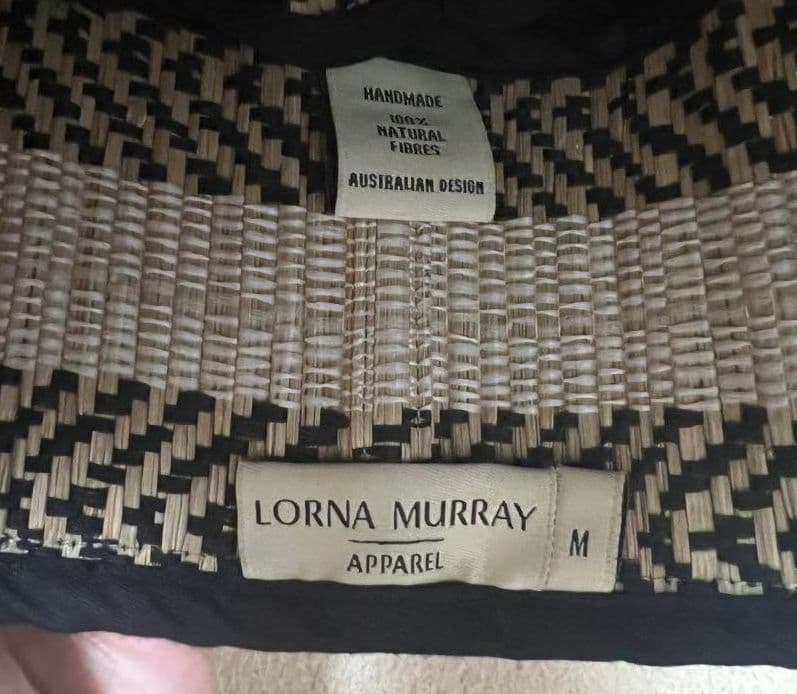 HANDMADE
100%
NATURAL
FIBRES
AUSTRALIAN DESIGN
LORNA MURRAY
APPAREL
M